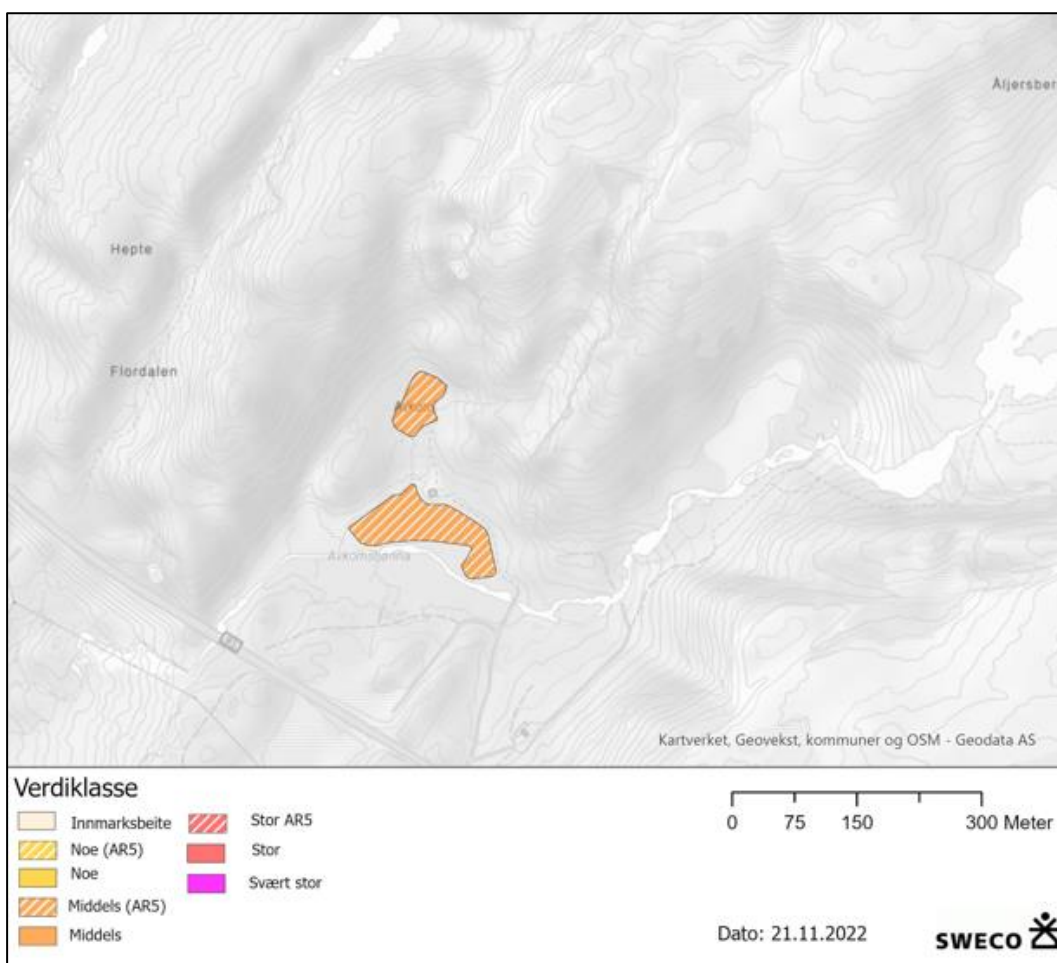 Åljersber
Hepte
Flordalen
Årkom
Kartverket, Geovekst, kommuner og OSM - Geodata AS
Verdiklasse
Innmarksbeite
Noe (AR5)
Noe
Middels (AR5)
Middels
Stor AR5
Stor
Svært stor
0 75 150 300 Meter
Dato: 21.11.2022
SWECO